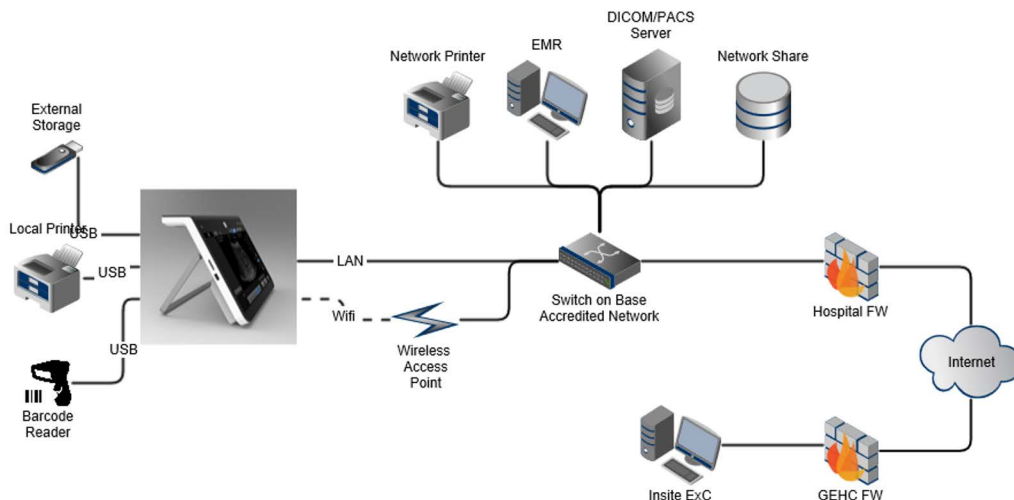 DICOM/PACS
Server
EMR
Network Printer
Network Share
External
Storage
Local Printer
USB
USB
USB
LAN
Wifi
Switch on Base
Accredited Network
Wireless
Access
Point
Hospital FW
Internet
Barcode
Reader
Insite ExC
GEHC FW